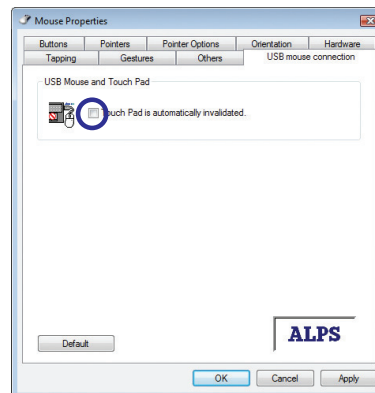 Mouse Properties
Buttons Pointers Pointer Options Orientation Hardware
Tapping Gestures Others USB mouse connection
USB Mouse and Touch Pad
Touch Pad is automatically invalidated.
Default
ALPS
OK Cancel Apply